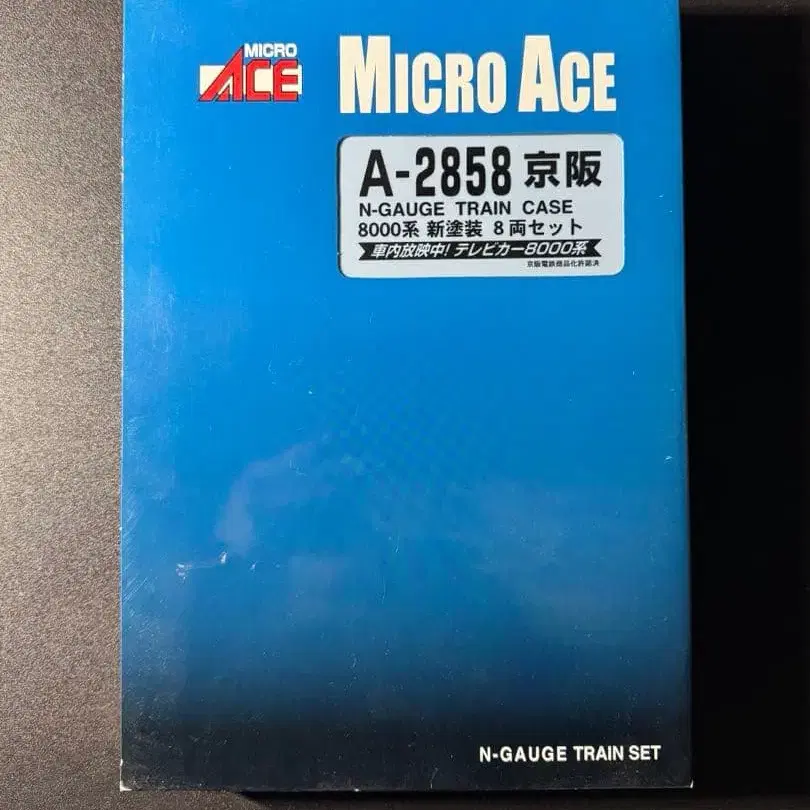 MICRO
ACE
MICRO ACE
A-2858 京阪
N-GAUGE TRAIN CASE
8000系 新塗装 8両セット
車内放映中! テレビカー8000系
京阪電鉄商品化許諾済
N-GAUGE TRAIN SET